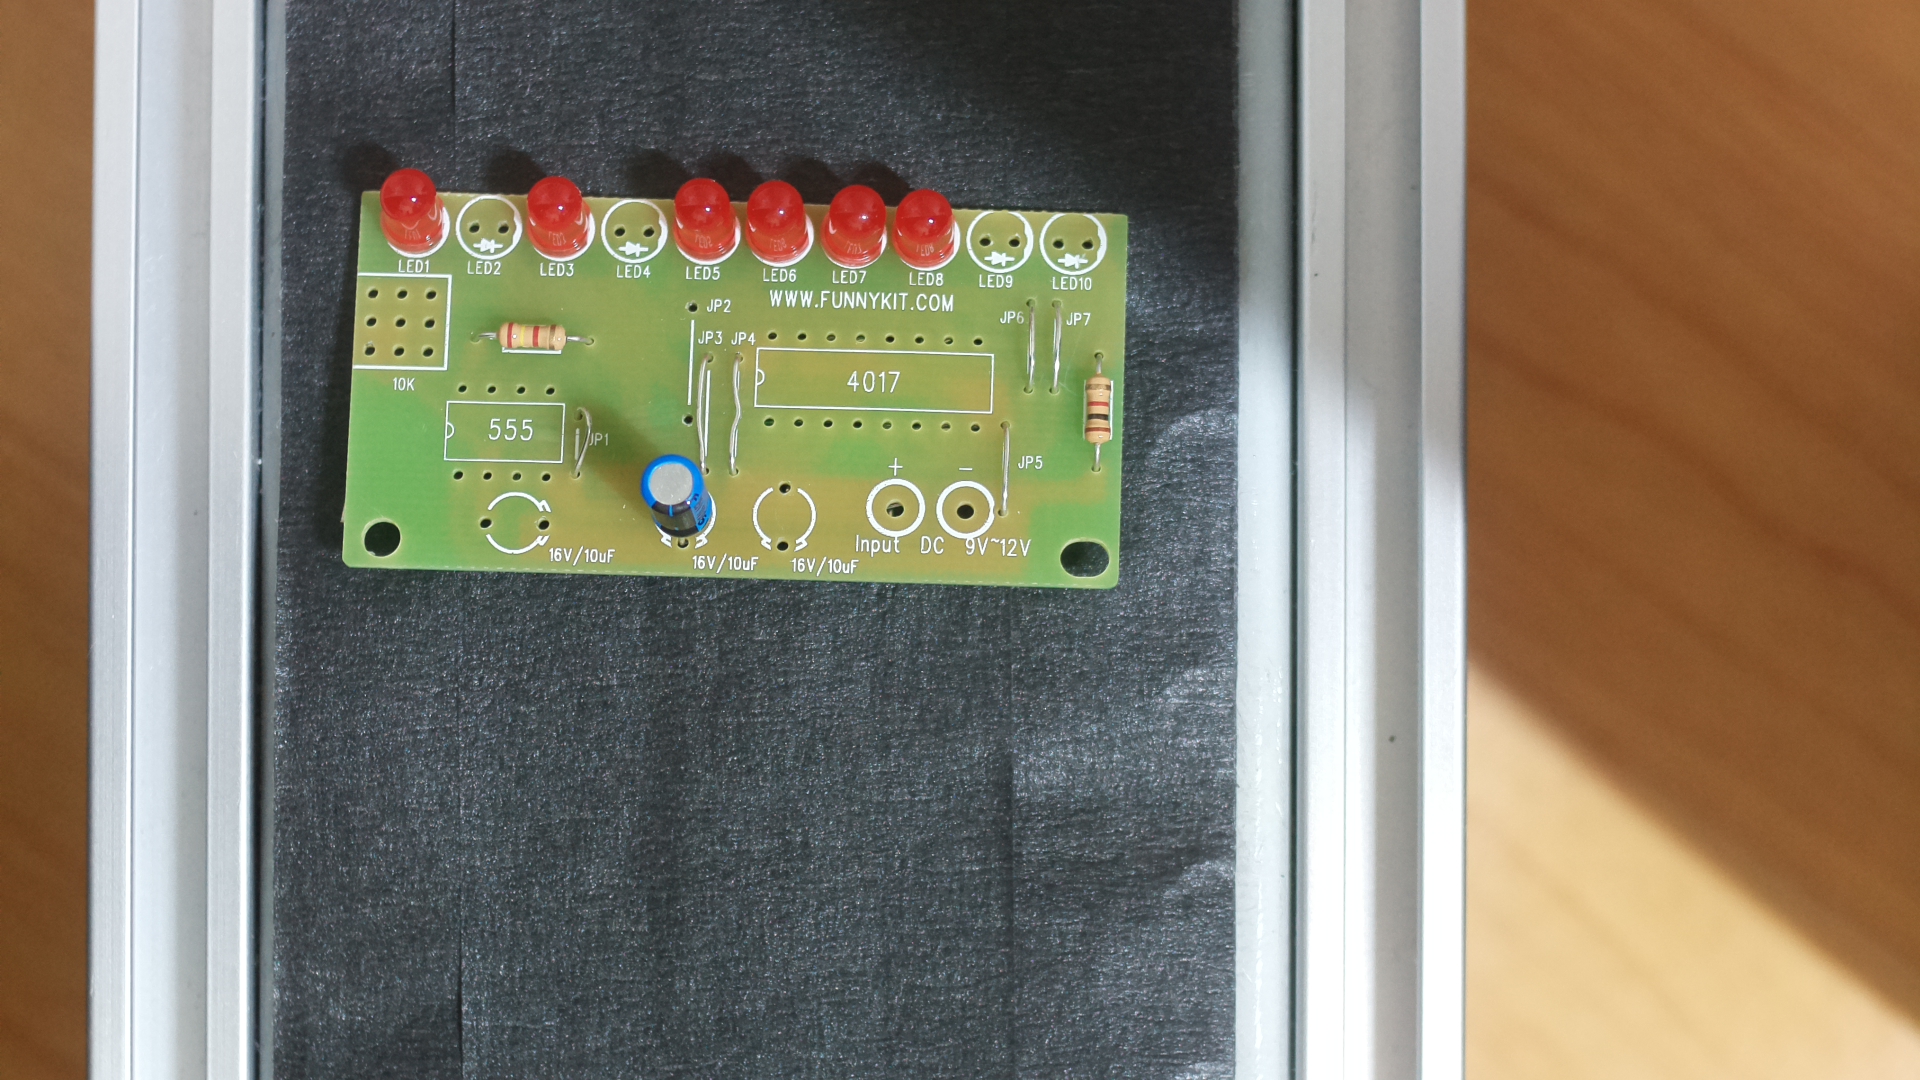 LED1 LED2 LED3 LED4 LED5 LED6 LED7 LED8 LED9 LED10
WWW.FUNNYKIT.COM
JP2
JP6 JP7
JP3 JP4
10K
4017
555
JP1
JP5
+ -
Input DC 9V~12V
16V/10uF 16V/10uF 16V/10uF